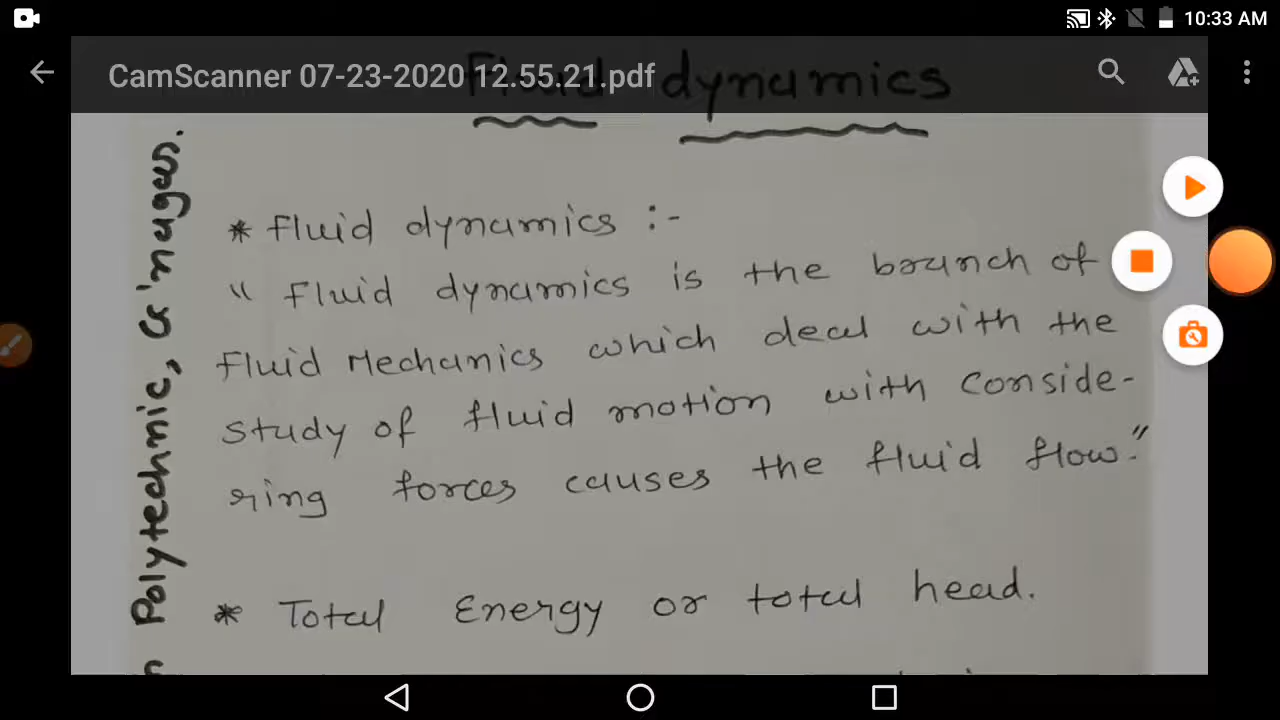 10:33 AM
CamScanner 07-23-2020 12.55.21.pdf
Fluid dynamics
* fluid dynamics :-
" fluid dynamics is the branch of
fluid Mechanics which deal with the
study of fluid motion with conside-
ring forces causes the fluid flow."
* Total Energy or total head.
Polytechnic,